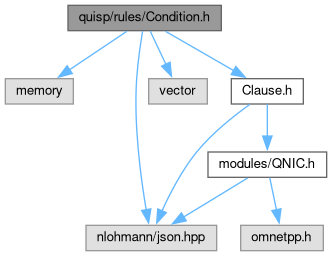 quisp/rules/Condition.h
memory
vector
Clause.h
modules/QNIC.h
nlohmann/json.hpp
omnetpp.h